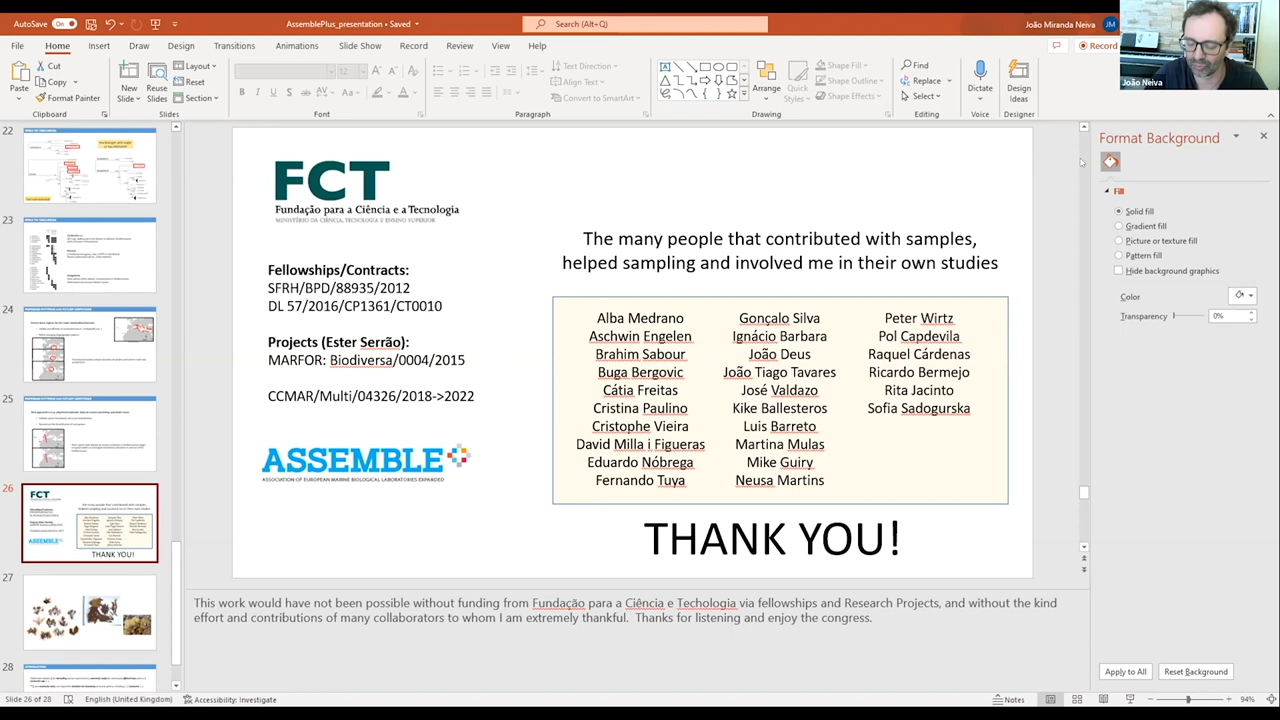 AutoSave
On
AssemblePlus_presentation • Saved
Search (Alt+Q)
João Miranda Neiva
JM
João Neiva
File
Home
Insert
Draw
Design
Transitions
Animations
Slide Show
Record
Review
View
Help
Record
Paste
Cut
Copy
Format Painter
Clipboard
New
Slide
Reuse
Slides
Layout
Reset
Section
Slides
Font
Text Direction
Align Text
Convert to SmartArt
Paragraph
Arrange
Quick
Styles
Shape Fill
Shape Outline
Shape Effects
Drawing
Find
Replace
Select
Editing
Dictate
Voice
Design
Ideas
Designer
22
23
24
25
26
27
28
FCT
Fundação para a Ciência e a Tecnologia
MINISTÉRIO DA CIÊNCIA, TECNOLOGIA E ENSINO SUPERIOR
Fellowships/Contracts:
SFRH/BPD/88935/2012
DL 57/2016/CP1361/CT0010
Projects (Ester Serrão):
MARFOR: Biodiversa/0004/2015
CCMAR/Multi/04326/2018->2022
ASSEMBLE
ASSOCIATION OF EUROPEAN MARINE BIOLOGICAL LABORATORIES EXPANDED
The many people that contributed with samples,
helped sampling and involved me in their own studies
Alba Medrano
Aschwin Engelen
Brahim Sabour
Buga Bergovic
Cátia Freitas
Cristina Paulino
Cristophe Vieira
David Milla i Figueras
Eduardo Nóbrega
Fernando Tuya
Gonçalo Silva
Ignácio Barbara
João Deus
João Tiago Tavares
José Valdazo
Kike Ballesteros
Luis Barreto
Martina Mulas
Mike Guiry
Neusa Martins
Peter Wirtz
Pol Capdevila
Raquel Cárdenas
Ricardo Bermejo
Rita Jacinto
Sofia Sadogurska
THANK YOU!
This work would have not been possible without funding from Fundação para a Ciência e Techologia via fellowships and Research Projects, and without the kind
effort and contributions of many collaborators to whom I am extremely thankful. Thanks for listening and enjoy the congress.
Format Background
Fill
Solid fill
Gradient fill
Picture or texture fill
Pattern fill
Hide background graphics
Color
Transparency
0%
Apply to All
Reset Background
Slide 26 of 28
English (United Kingdom)
Accessibility: Investigate
Notes
94%